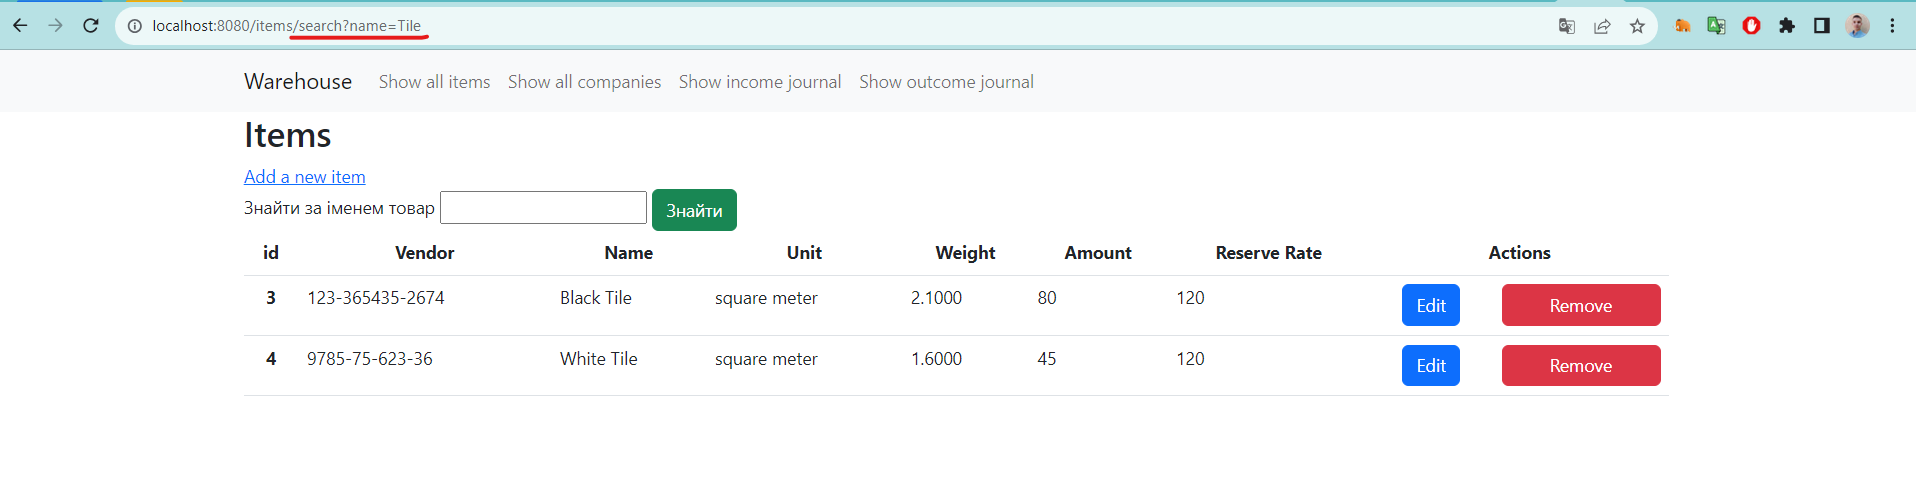 localhost:8080/items/search?name=Tile
Warehouse Show all items Show all companies Show income journal Show outcome journal
Items
Add a new item
Знайти за іменем товар Знайти
id Vendor Name Unit Weight Amount Reserve Rate Actions
3 123-365435-2674 Black Tile square meter 2.1000 80 120 Edit Remove
4 9785-75-623-36 White Tile square meter 1.6000 45 120 Edit Remove